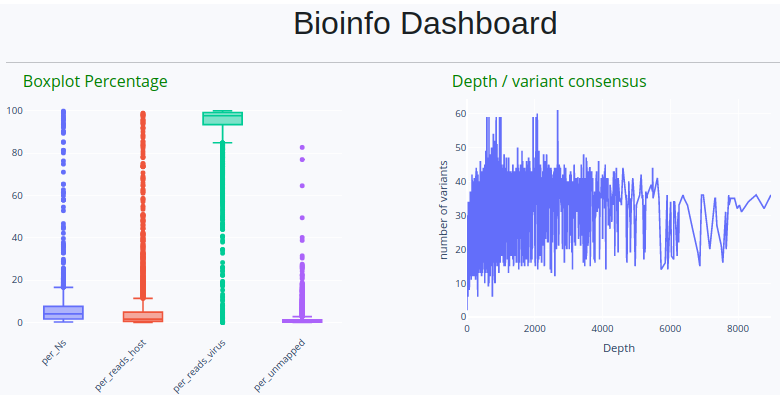 Bioinfo Dashboard
Boxplot Percentage
100
80
60
40
20
0
per_Ns
per_reads_host
per_reads_virus
per_unmapped
Depth / variant consensus
number of variants
60
50
40
30
20
10
0
0
2000
4000
6000
8000
Depth